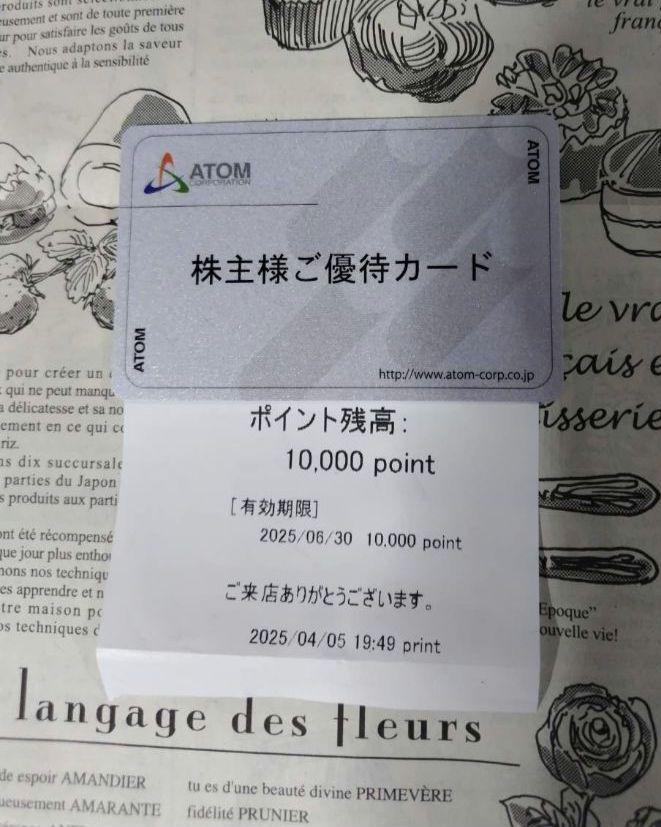 usement et sont de toute première
ur pour satisfaire les goûts de tous
Nous adaptons la saveur
authentique à la sensibilité
ATOM
CORPORATION
ATOM
株主様ご優待カード
ATOM
http://www.atom-corp.co.jp
ポイント残高:
10,000 point
[有効期限]
2025/06/30 10,000 point
ご来店ありがとうございます。
2025/04/05 19:49 print
pour créer un
qui ne peut manqu
délicatesse et sa no
ement en ce qui co
riz.
ns dix succursale
parties du Japon
s produits aux parti
ont été récompensé
que jour plus entho
nons nos techniqu
es apprendre et n
tre maison po
os techniques d
le vra
çais e
isserie
Epoque”
ouvelle vie!
langage des fleurs
de espoir AMANDIER
ueusement AMARANTE
tu es d'une beauté divine PRIMEVÈRE
fidélité PRUNIER